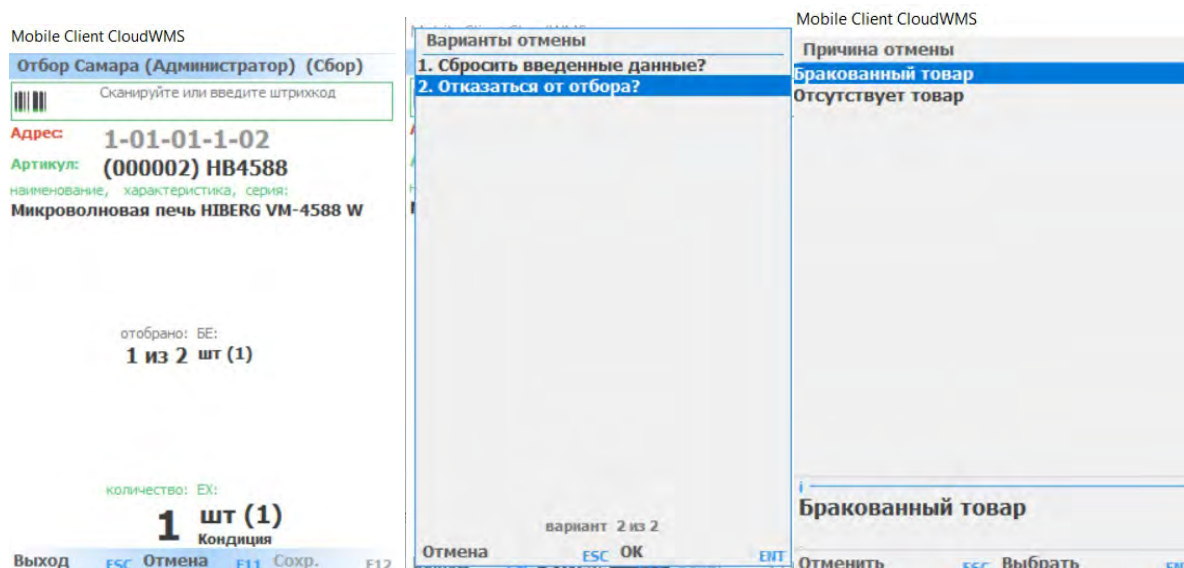 Mobile Client CloudWMS
Отбор Самара (Администратор) (Сбор)
Сканируйте или введите штрихкод
Адрес: 1-01-01-1-02
Артикул: (000002) HB4588
наименование, характеристика, серия:
Микроволновая печь HIBERG VM-4588 W
отобрано: БЕ:
1 из 2 шт (1)
количество: ЕХ:
1 шт (1)
Кондиция
Выход ESC Отмена F11 Сохр. F12
Варианты отмены
1. Сбросить введенные данные?
2. Отказаться от отбора?
вариант 2 из 2
Отмена ESC OK ENT
Mobile Client CloudWMS
Причина отмены
Бракованный товар
Отсутствует товар
i
Бракованный товар
Отменить ESC Выбрать